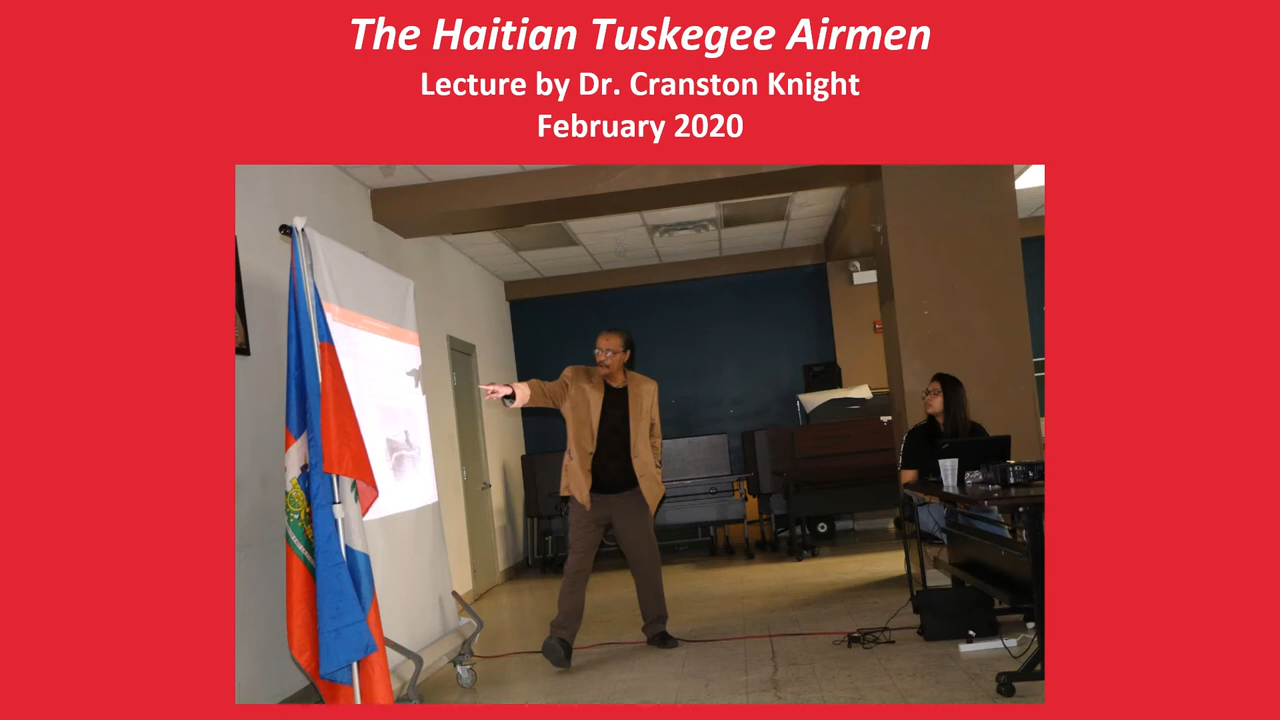 The Haitian Tuskegee Airmen
Lecture by Dr. Cranston Knight
February 2020